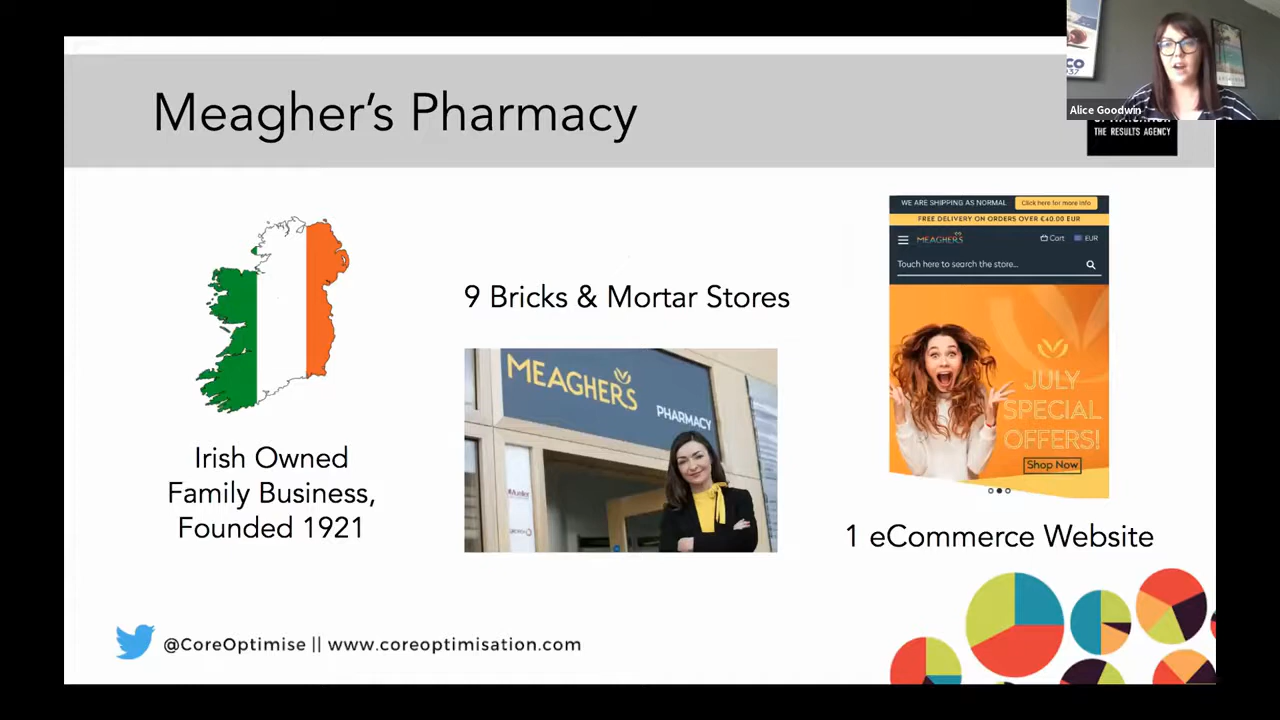 Meagher's Pharmacy
CO
937
Alice Goodwin
THE RESULTS AGENCY
Irish Owned
Family Business,
Founded 1921
9 Bricks & Mortar Stores
MEAGHER'S
PHARMACY
WE ARE SHIPPING AS NORMAL
Click here for more info
FREE DELIVERY ON ORDERS OVER €40.00 EUR
MEAGHER'S
Cart
EUR
Touch here to search the store...
JULY
SPECIAL
OFFERS!
Shop Now
1 eCommerce Website
@CoreOptimise || www.coreoptimisation.com